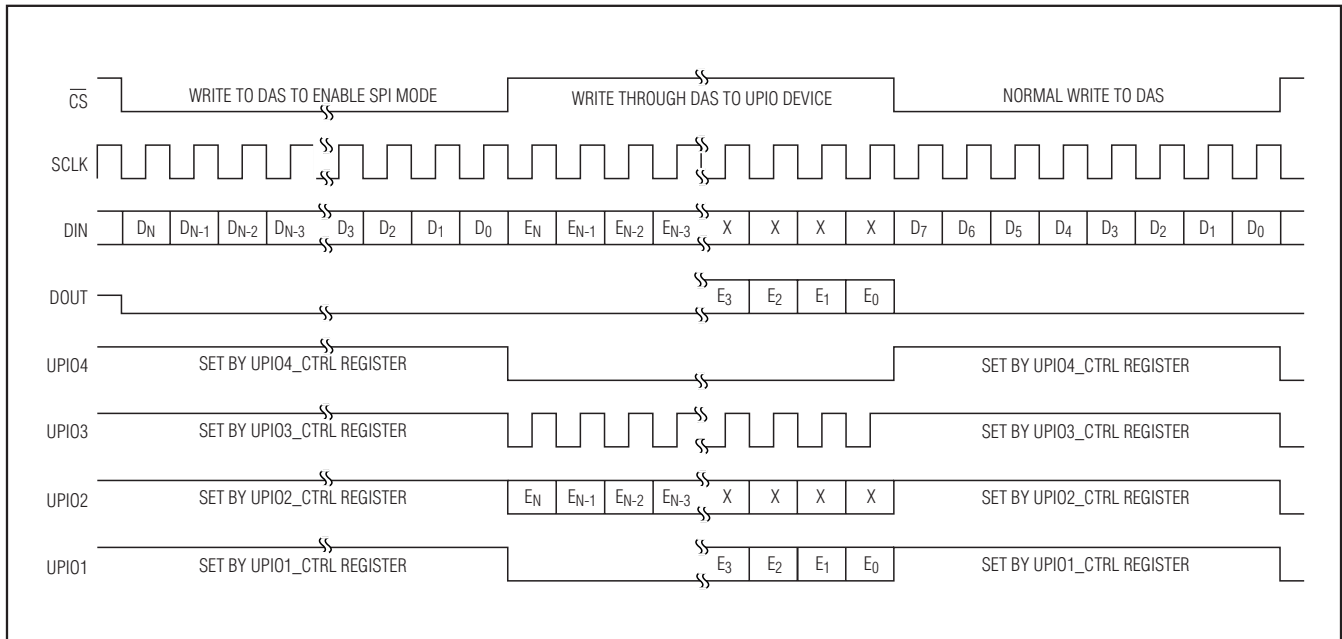 CS WRITE TO DAS TO ENABLE SPI MODE WRITE THROUGH DAS TO UPIO DEVICE NORMAL WRITE TO DAS
SCLK
DIN DN DN-1 DN-2 DN-3 D3 D2 D1 D0 EN EN-1 EN-2 EN-3 X X X X D7 D6 D5 D4 D3 D2 D1 D0
DOUT E3 E2 E1 E0
UPIO4 SET BY UPIO4_CTRL REGISTER SET BY UPIO4_CTRL REGISTER
UPIO3 SET BY UPIO3_CTRL REGISTER SET BY UPIO3_CTRL REGISTER
UPIO2 SET BY UPIO2_CTRL REGISTER EN EN-1 EN-2 EN-3 X X X X SET BY UPIO2_CTRL REGISTER
UPIO1 SET BY UPIO1_CTRL REGISTER E3 E2 E1 E0 SET BY UPIO1_CTRL REGISTER